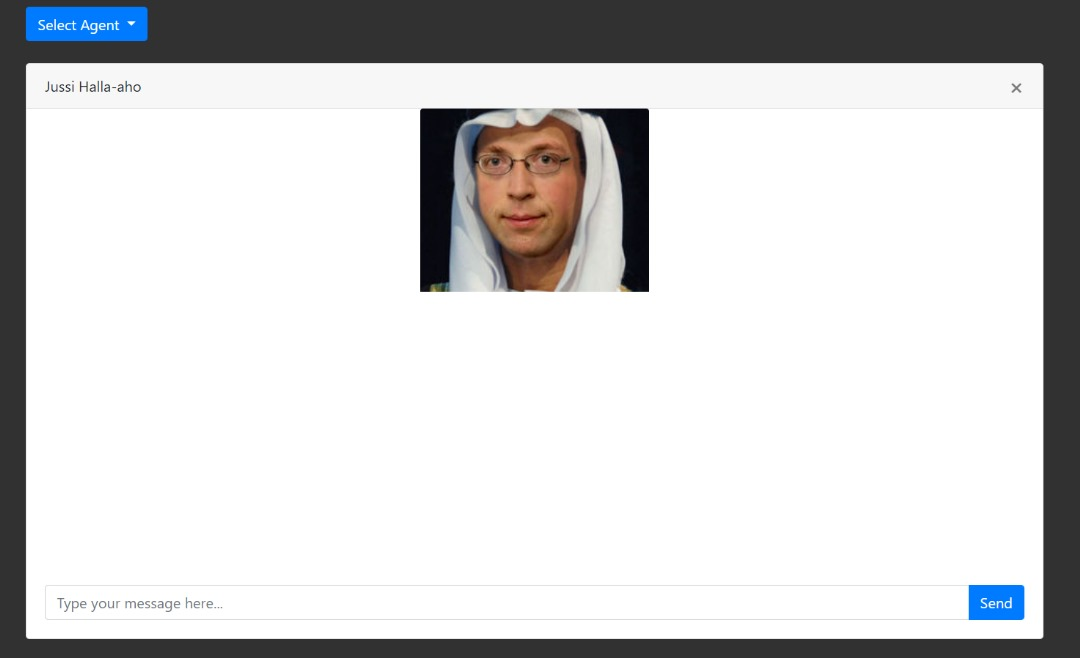 Select Agent
Jussi Halla-aho
Type your message here...
Send